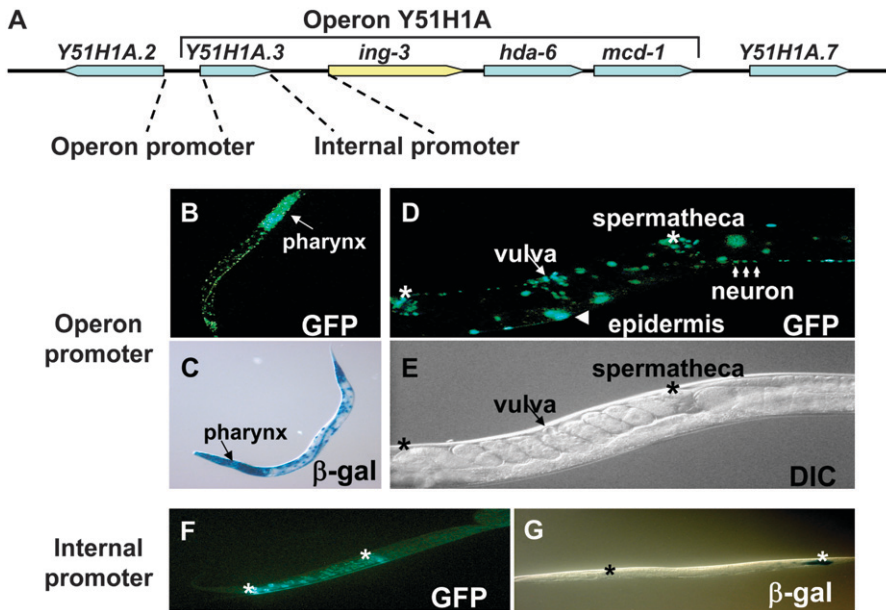 A
Operon Y51H1A
Y51H1A.2 Y51H1A.3 ing-3 hda-6 mcd-1 Y51H1A.7
Operon promoter Internal promoter
B
pharynx
GFP
D
spermatheca
*
vulva
*
neuron
epidermis
GFP
Operon
promoter
C
pharynx
β-gal
E
spermatheca
*
vulva
*
DIC
Internal
promoter
F
*
*
GFP
G
*
*
β-gal